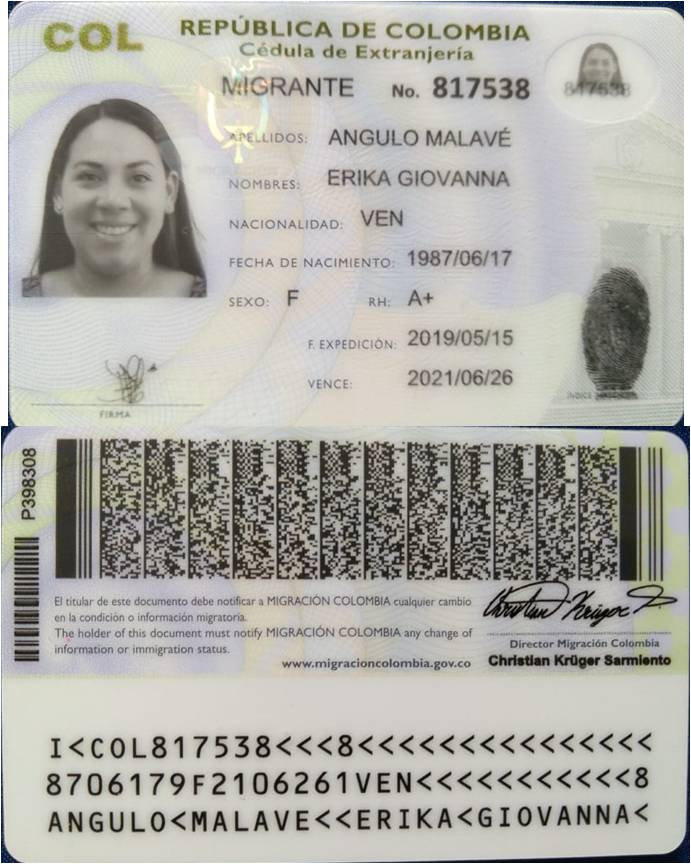 COL
REPÚBLICA DE COLOMBIA
Cédula de Extranjería
MIGRANTE No. 817538
817538
APELLIDOS: ANGULO MALAVÉ
NOMBRES: ERIKA GIOVANNA
NACIONALIDAD: VEN
FECHA DE NACIMIENTO: 1987/06/17
SEXO: F RH: A+
F. EXPEDICIÓN: 2019/05/15
VENCE: 2021/06/26
FIRMA
P398308
El titular de este documento debe notificar a MIGRACIÓN COLOMBIA cualquier cambio
en la condición o información migratoria.
The holder of this document must notify MIGRACIÓN COLOMBIA any change of
information or immigration status.
www.migracioncolombia.gov.co
Director Migración Colombia
Christian Krüger Sarmiento
I<COL817538<<<8<<<<<<<<<<<<<<<
8706179F2106261VEN<<<<<<<<<<<8
ANGULO<MALAVE<<ERIKA<GIOVANNA<